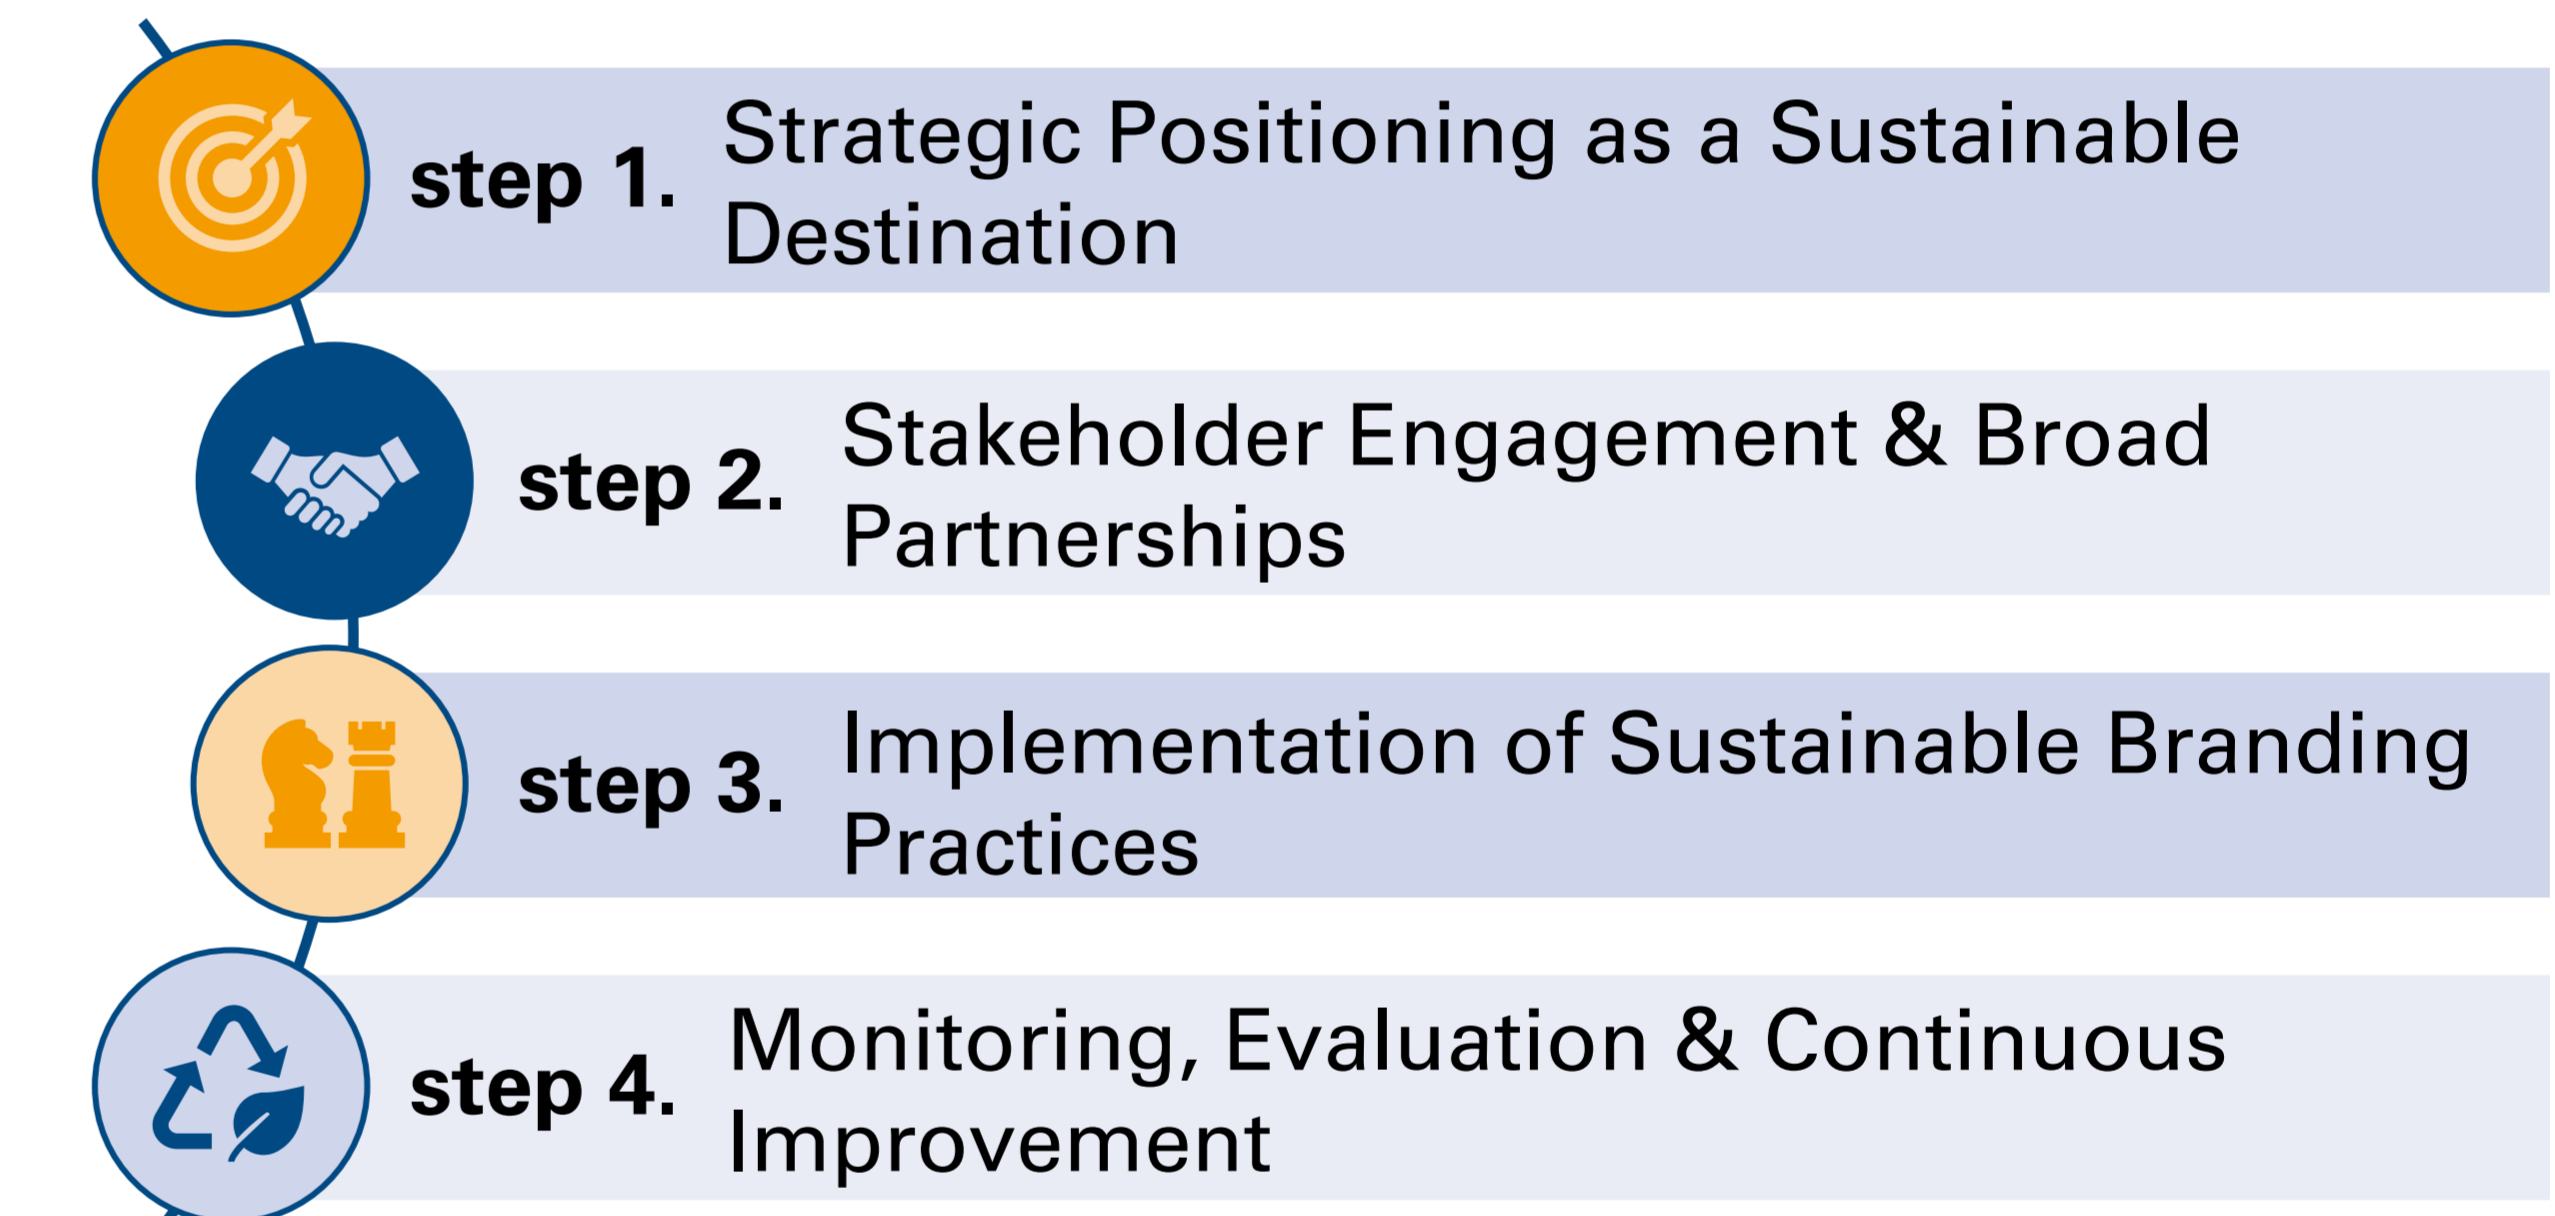 step 1. Strategic Positioning as a Sustainable
Destination
step 2. Stakeholder Engagement & Broad
Partnerships
step 3. Implementation of Sustainable Branding
Practices
step 4. Monitoring, Evaluation & Continuous
Improvement